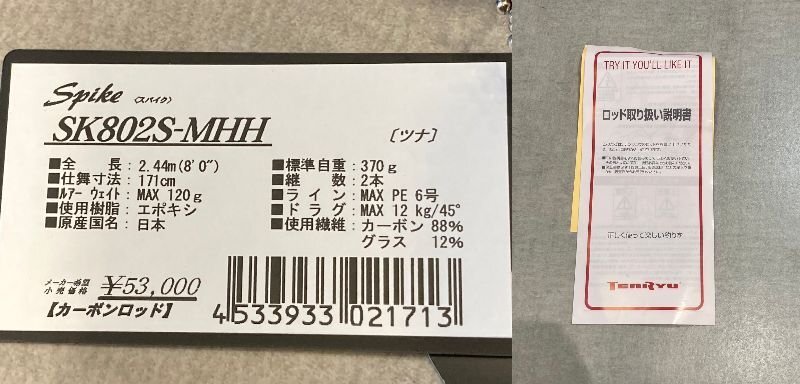 Spike 〈スパイク〉
SK802S-MHH 〔ツナ〕
■全長：2.44m(8'0")
■仕舞寸法：171cm
■ルアーウェイト：MAX 120g
■使用樹脂：エポキシ
■原産国名：日本
■標準自重：370g
■継数：2本
■ライン：MAX PE 6号
■ドラグ：MAX 12 kg/45°
■使用繊維：カーボン 88%
グラス 12%
メーカー希望
小売価格 ¥53,000
【カーボンロッド】
4 533933 021713
TRY IT YOU'LL LIKE IT
ロッド取り扱い説明書
正しく使って楽しい釣りを
TENRYU